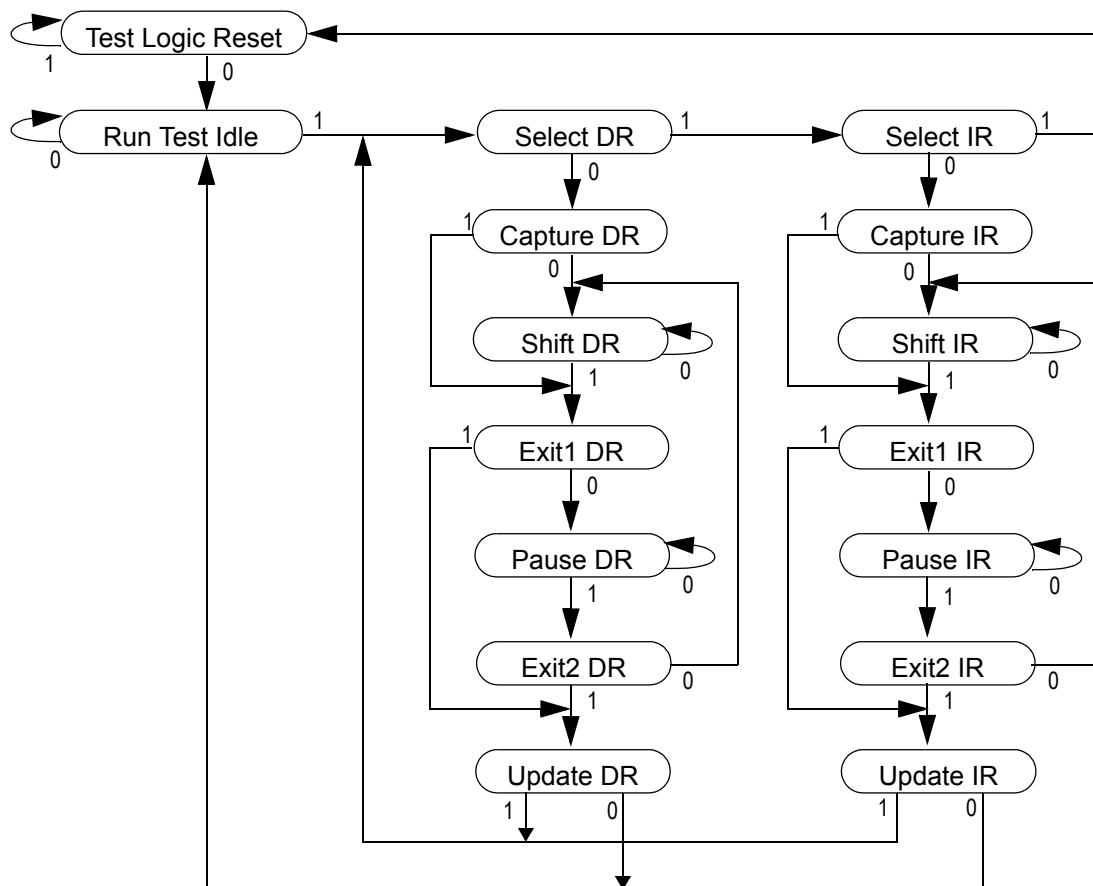 Test Logic Reset
1
0
Run Test Idle
1
Select DR
1
Select IR
1
0
0
0
1
Capture DR
1
Capture IR
0
0
Shift DR
Shift IR
0
0
1
1
1
Exit1 DR
1
Exit1 IR
0
0
Pause DR
Pause IR
0
0
1
1
Exit2 DR
Exit2 IR
0
0
1
1
Update DR
Update IR
1
0
1
0